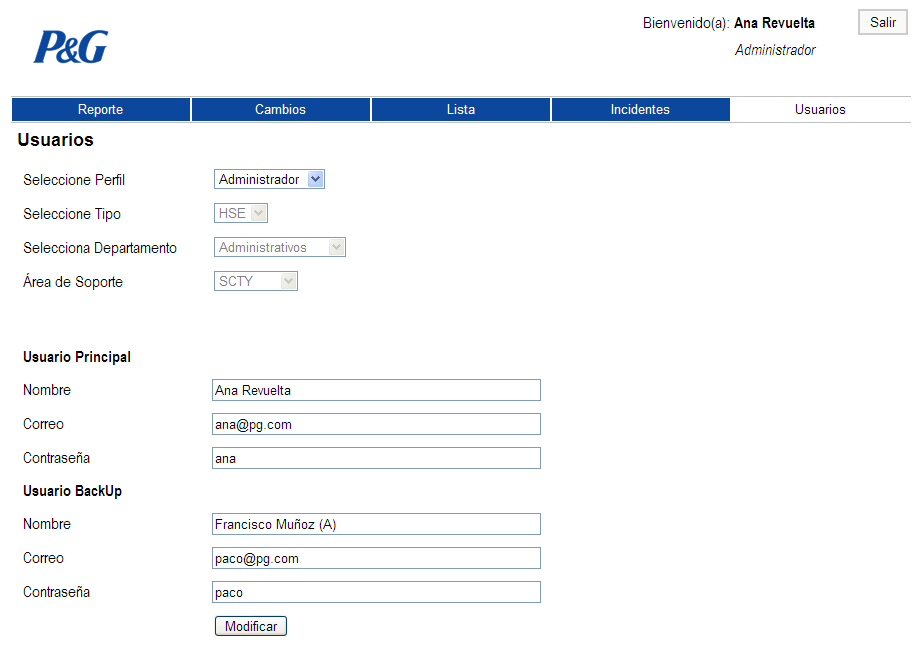 Bienvenido(a): Ana Revuelta
Salir
Administrador
P&G
Reporte Cambios Lista Incidentes Usuarios
Usuarios
Seleccione Perfil Administrador
Seleccione Tipo HSE
Selecciona Departamento Administrativos
Área de Soporte SCTY
Usuario Principal
Nombre Ana Revuelta
Correo ana@pg.com
Contraseña ana
Usuario BackUp
Nombre Francisco Muñoz (A)
Correo paco@pg.com
Contraseña paco
Modificar